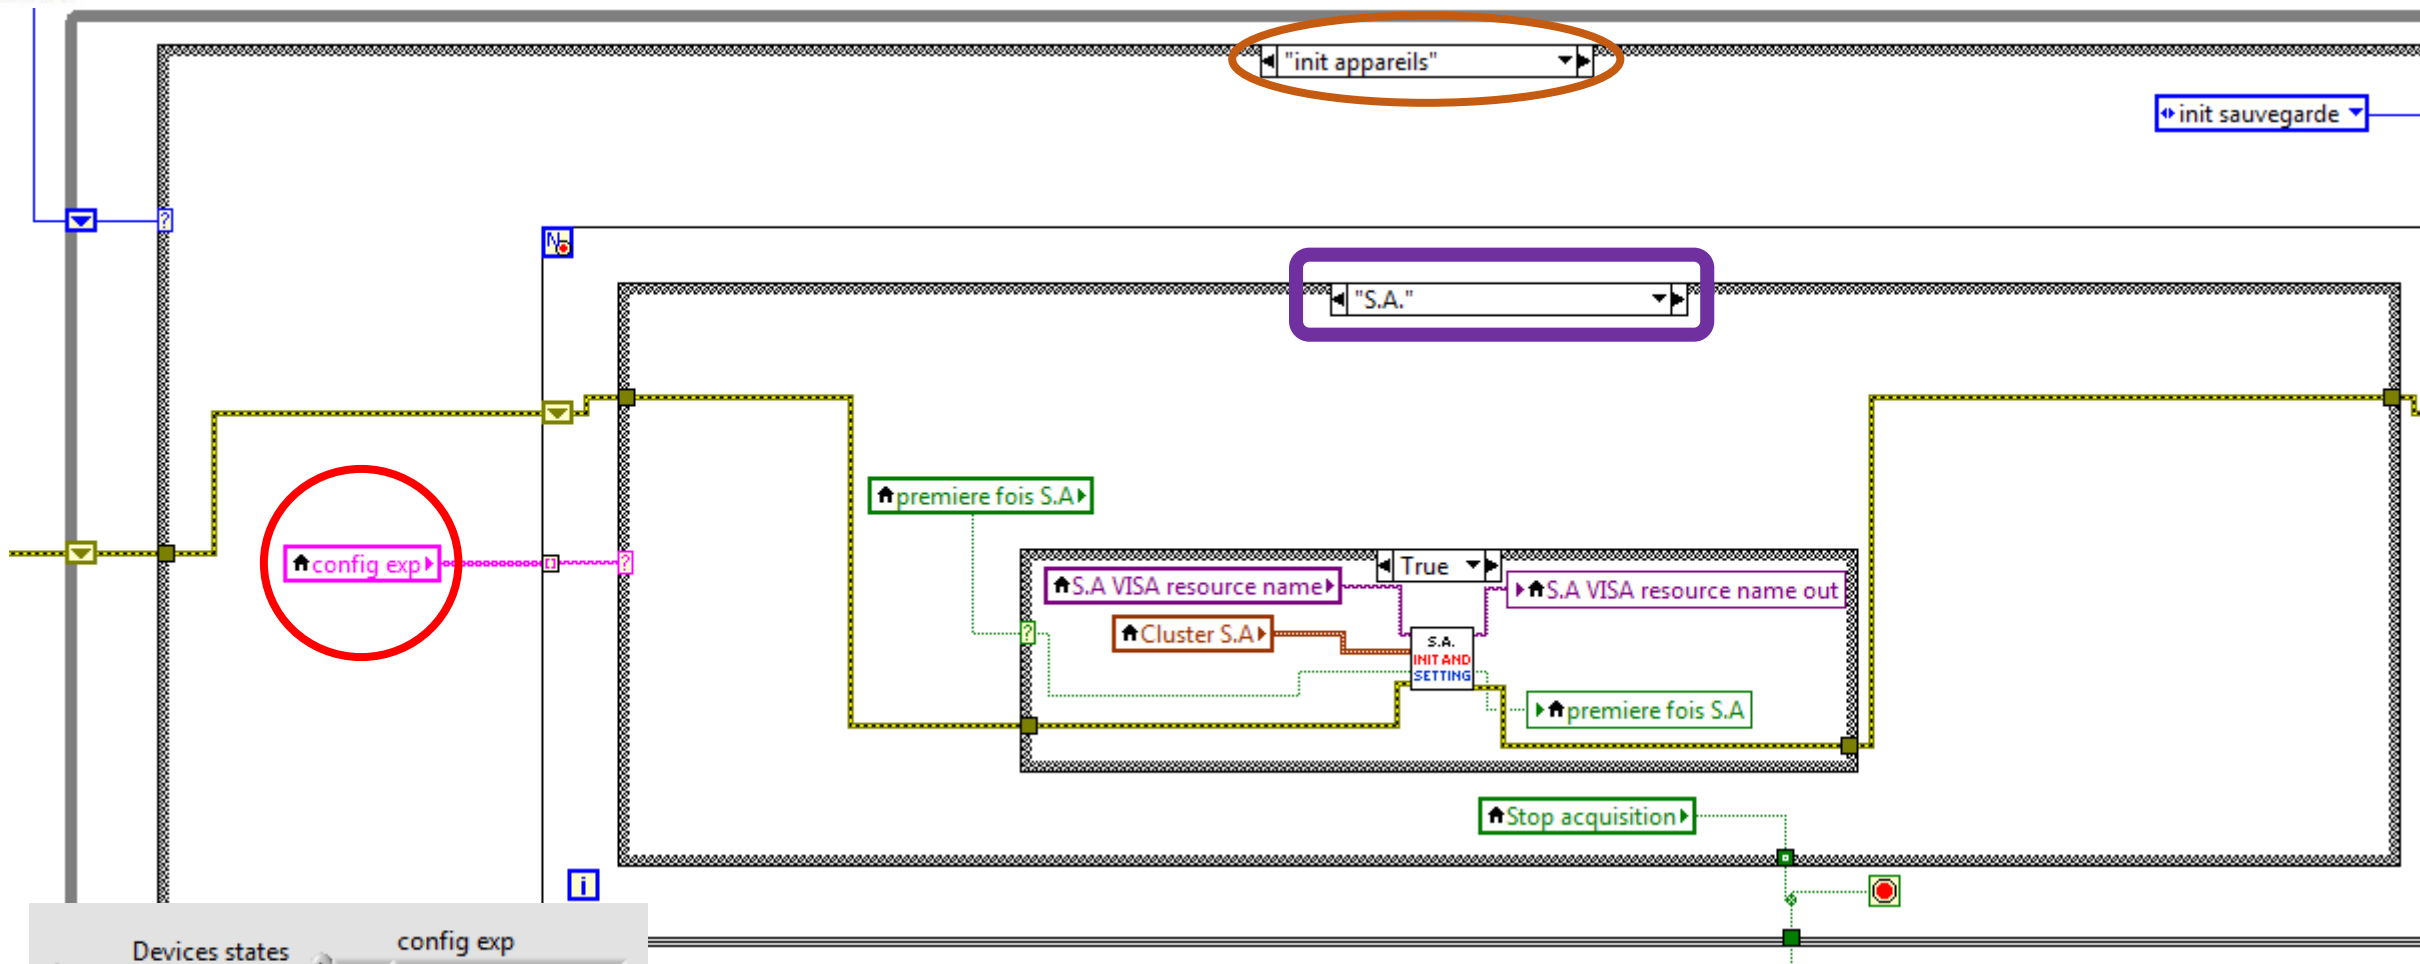 "init appareils"
init sauvegarde
N
"S.A."
premiere fois S.A
config exp
True
S.A VISA resource name
S.A VISA resource name out
Cluster S.A
S.A.
INIT AND
SETTING
premiere fois S.A
Stop acquisition
i
config exp
Devices states